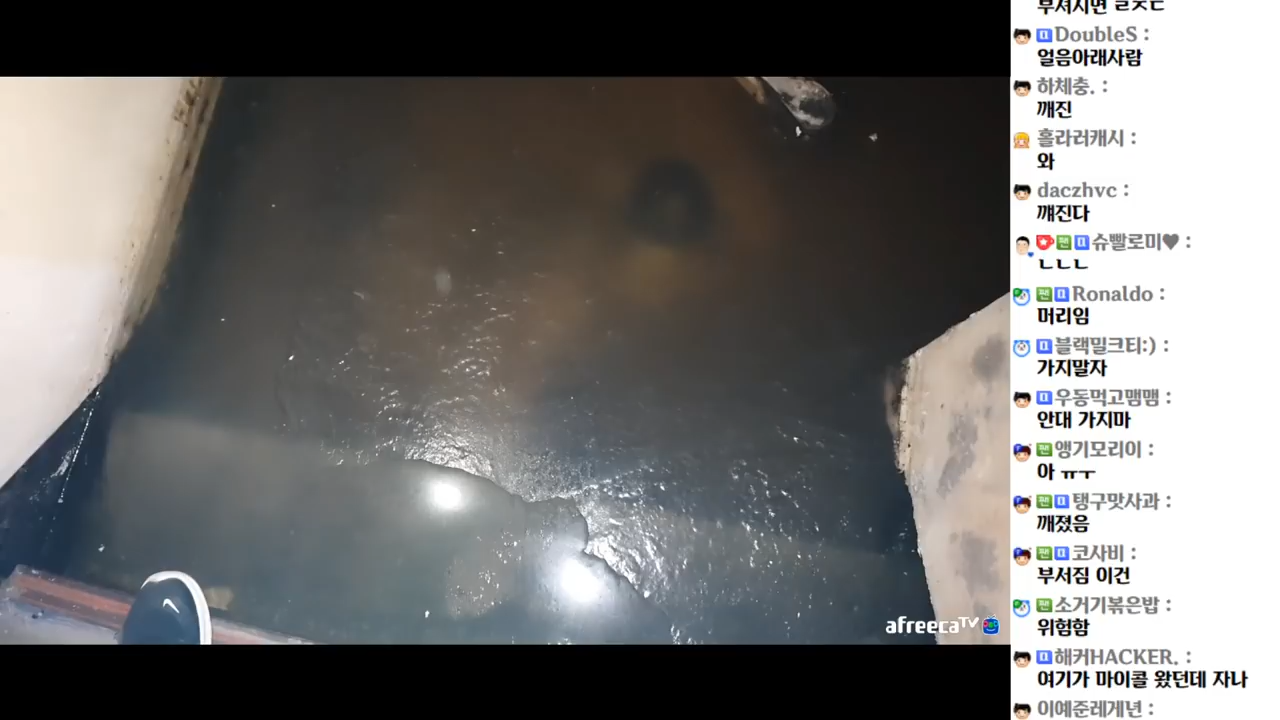 DoubleS :
얼음아래사람
하체충. :
깨진
홀라러캐시 :
와
daczhvc :
꺠진다
슈빨로미♥ :
ㄴㄴㄴ
Ronaldo :
머리임
블랙밀크티:) :
가지말자
우동먹고맴맴 :
안대 가지마
앵기모리이 :
아 ㅠㅜ
탱구맛사과 :
깨졌음
코사비 :
부서짐 이건
소거기볶은밥 :
위험함
해커HACKER. :
여기가 마이콜 왔던데 자나
이예준레게년 :
afreecaTV